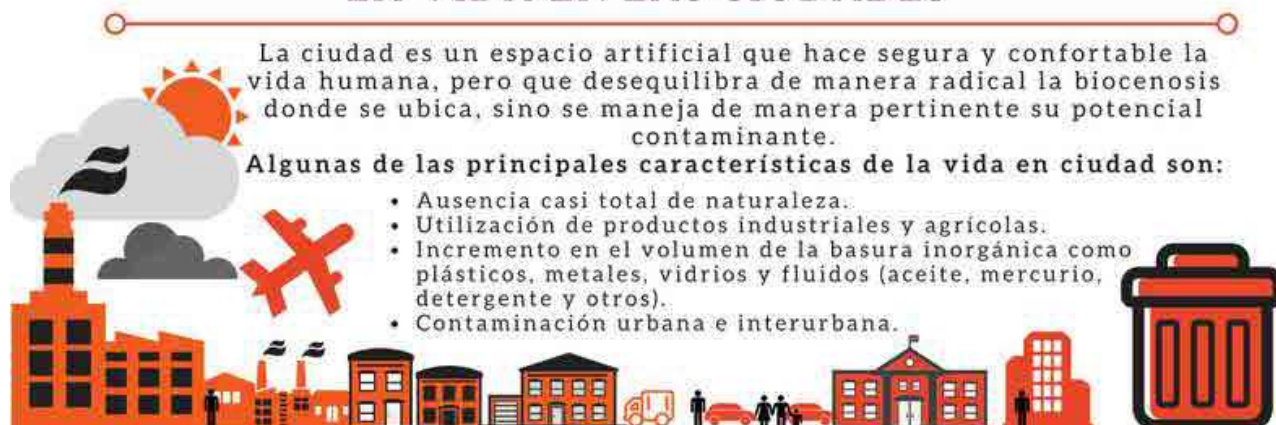 La ciudad es un espacio artificial que hace segura y confortable la
vida humana, pero que desequilibra de manera radical la biocenosis
donde se ubica, sino se maneja de manera pertinente su potencial
contaminante.
Algunas de las principales características de la vida en ciudad son:
• Ausencia casi total de naturaleza.
• Utilización de productos industriales y agrícolas.
• Incremento en el volumen de la basura inorgánica como
plásticos, metales, vidrios y fluidos (aceite, mercurio,
detergente y otros).
• Contaminación urbana e interurbana.